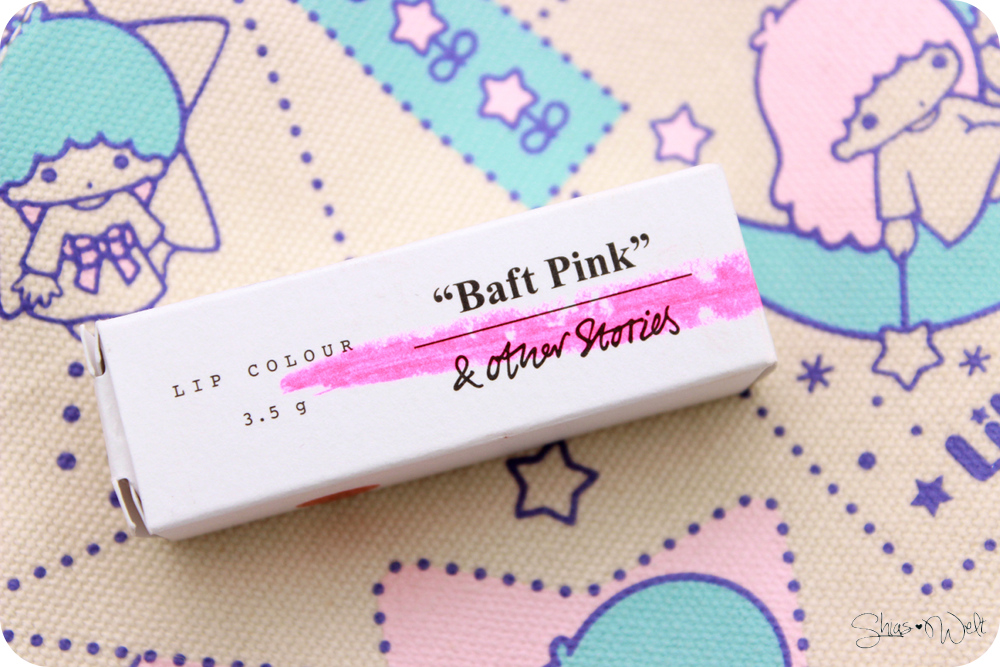 “Baft Pink”
& other Stories
LIP COLOUR
3.5 g
Shias♥Welt